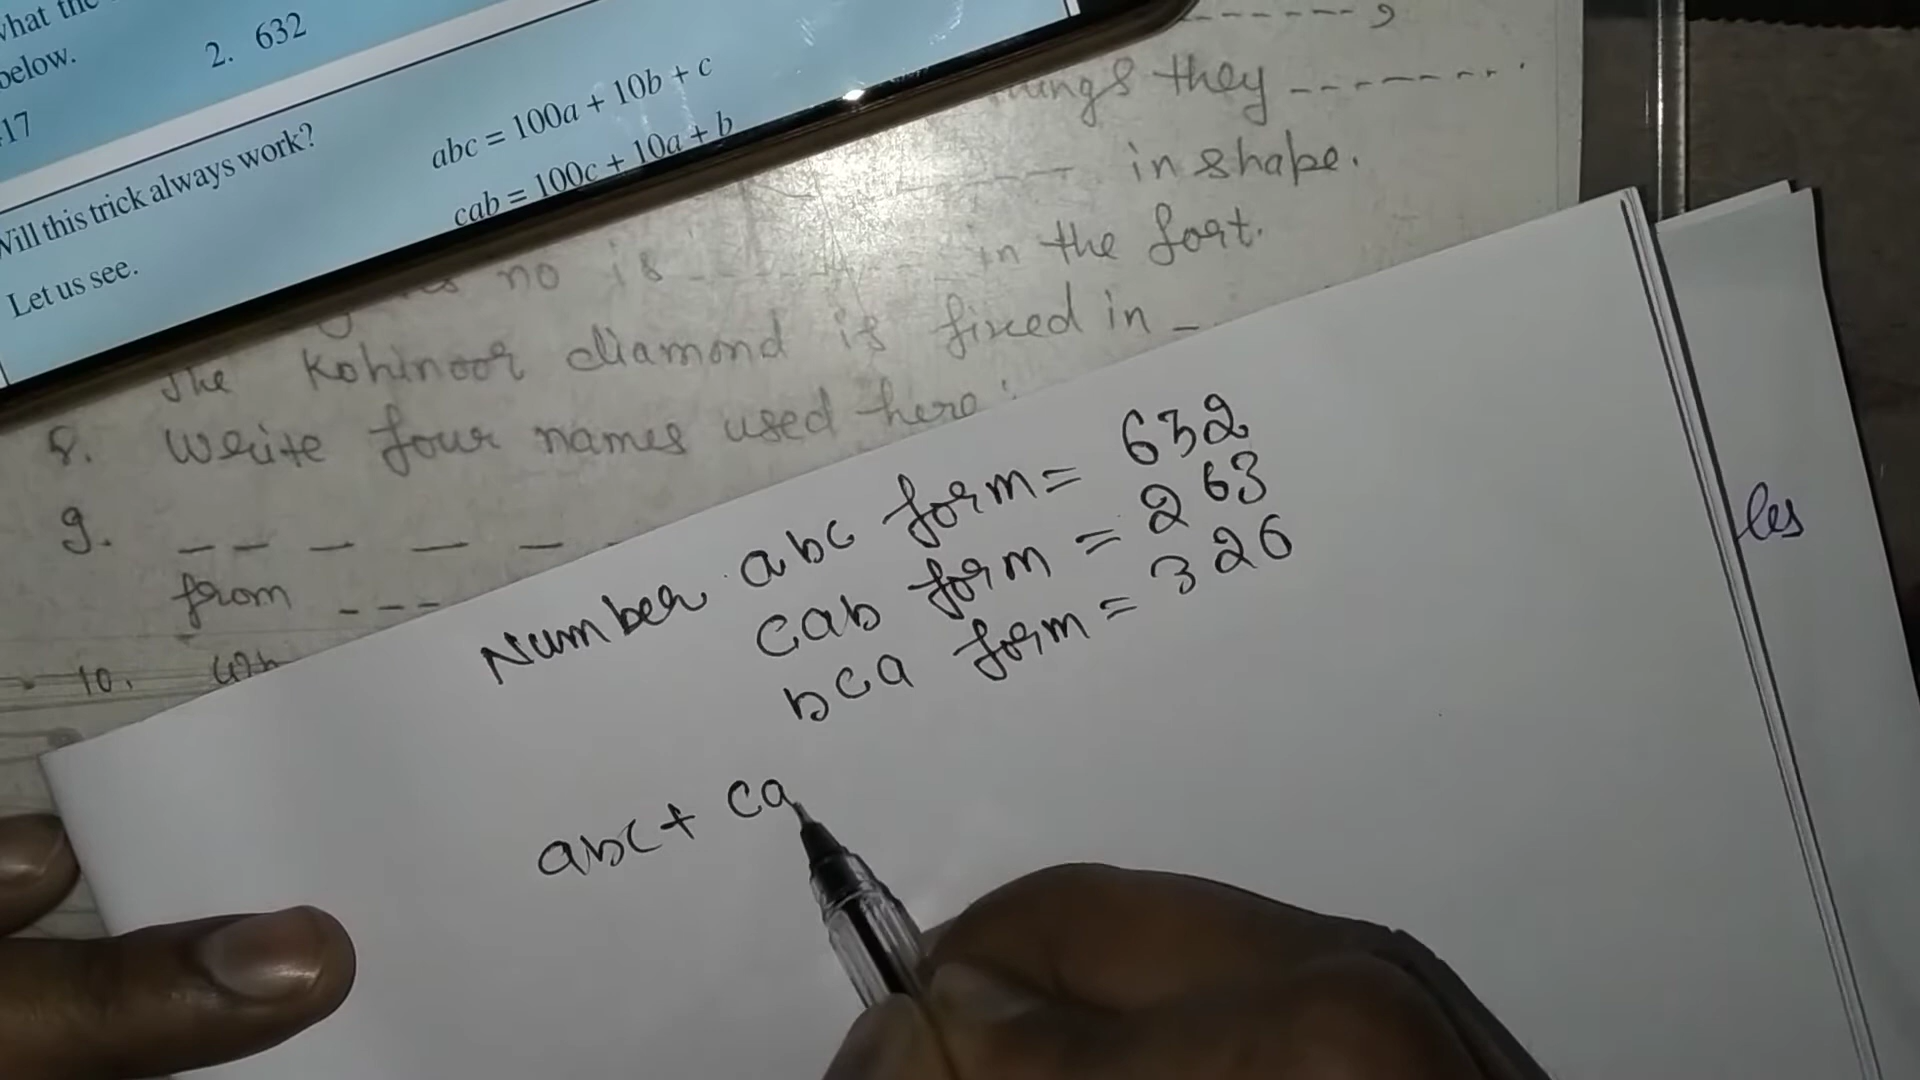 what the
below.
2. 632
17
Will this trick always work?
abc = 100a + 10b + c
cab = 100c + 10a + b
Let us see.
things they --------.
in shape.
no is -------- in the fort.
The Kohinoor diamond is fixed in -
8. Write four names used here
9. — — — — —
from ---
10.
Number abc form = 632
cab form = 263
bca form = 326
abc + ca
les